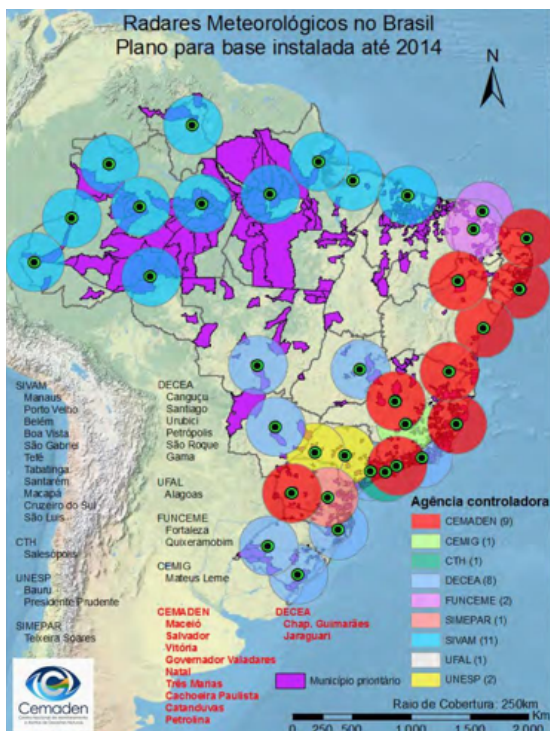 Radares Meteorológicos no Brasil
Plano para base instalada até 2014
N
SIVAM
Manaus
Porto Velho
Belém
Boa Vista
São Gabriel
Tefé
Tabatinga
Santarém
Macapá
Cruzeiro do Sul
São Luis
CTH
Salesópolis
UNESP
Bauru
Presidente Prudente
SIMEPAR
Teixeira Soares
DECEA
Canguçu
Santiago
Urubici
Petrópolis
São Roque
Gama
UFAL
Alagoas
FUNCEME
Fortaleza
Quixeramobim
CEMIG
Mateus Leme
CEMADEN
Maceió
Salvador
Vitória
Governador Valadares
Natal
Três Marias
Cachoeira Paulista
Catanduvas
Petrolina
DECEA
Chap. Guimarães
Jaraguari
Agência controladora
CEMADEN (9)
CEMIG (1)
CTH (1)
DECEA (8)
FUNCEME (2)
SIMEPAR (1)
SIVAM (11)
UFAL (1)
UNESP (2)
Município prioritário
Raio de Cobertura: 250km
Km
0 500 1.000 1.500 2.000
Cemaden